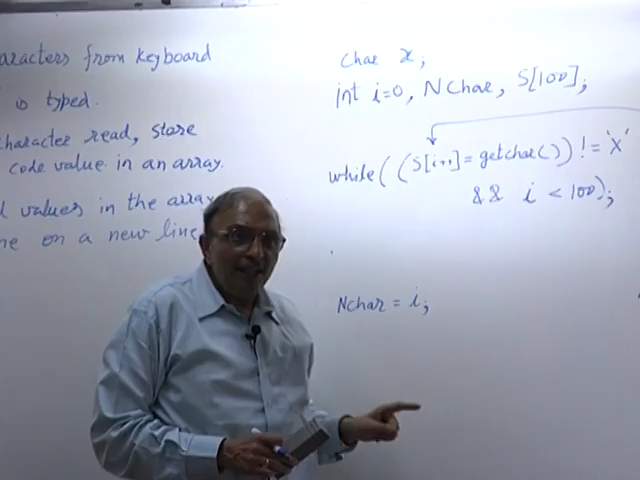 aracters from keyboard
is typed.
character read, store
code value in an array.
values in the array
on a new line
Char x;
int i=0, NChar, S[100];
while( (S[i++] = getchar()) != 'X'
&& i < 100);
Nchar = i;